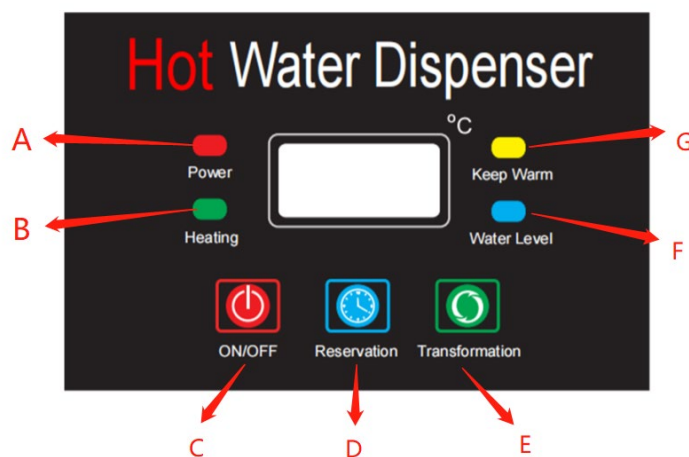 Hot Water Dispenser
°C
A
Power
Keep Warm
G
B
Heating
Water Level
F
ON/OFF
Reservation
Transformation
C
D
E